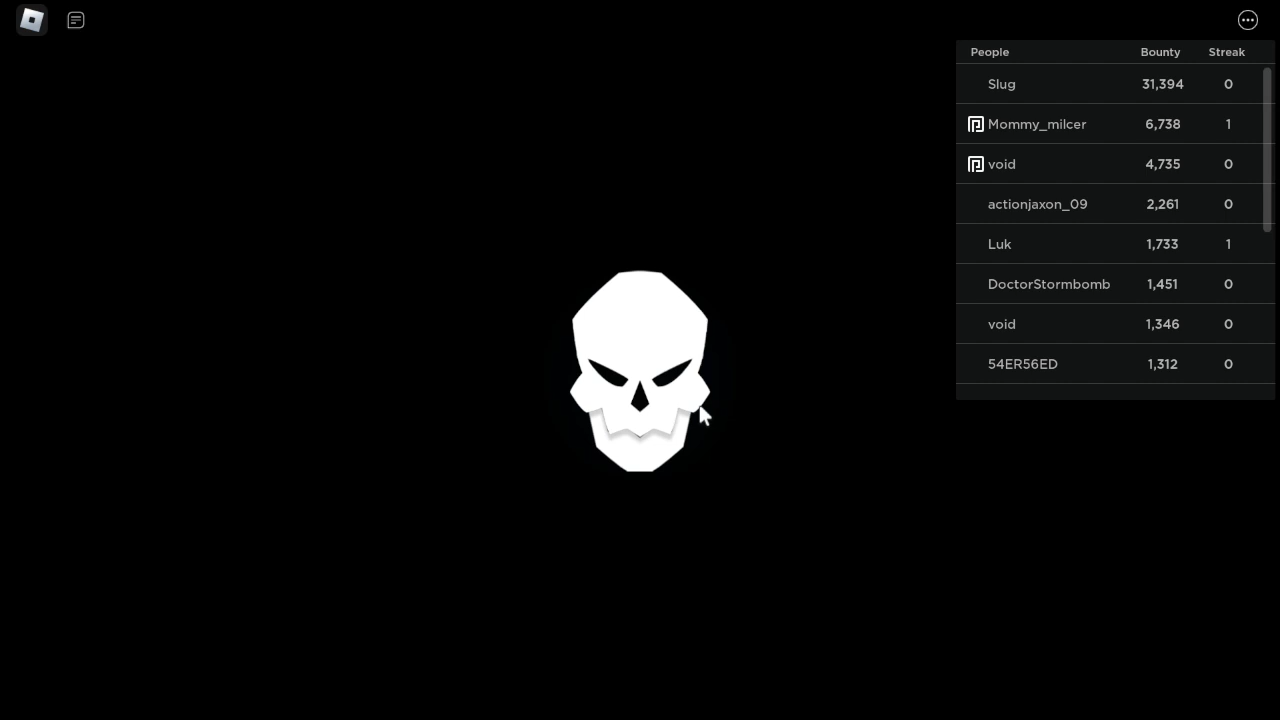 People Bounty Streak
Slug 31,394 0
Mommy_milcer 6,738 1
void 4,735 0
actionjaxon_09 2,261 0
Luk 1,733 1
DoctorStormbomb 1,451 0
void 1,346 0
54ER56ED 1,312 0